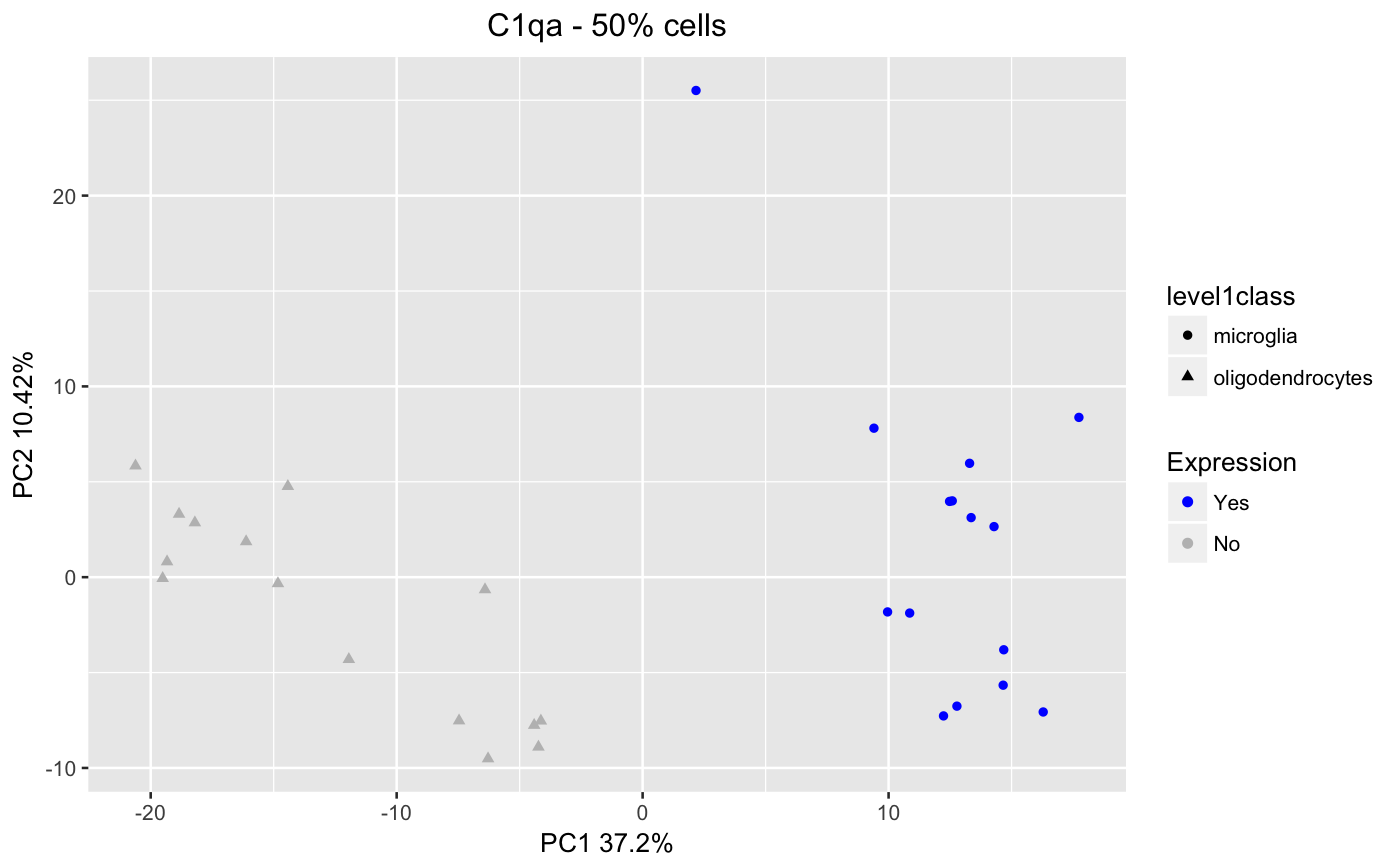 C1qa - 50% cells
PC2 10.42%
20
10
0
-10
-20
-10
0
10
PC1 37.2%
level1class
microglia
oligodendrocytes
Expression
Yes
No